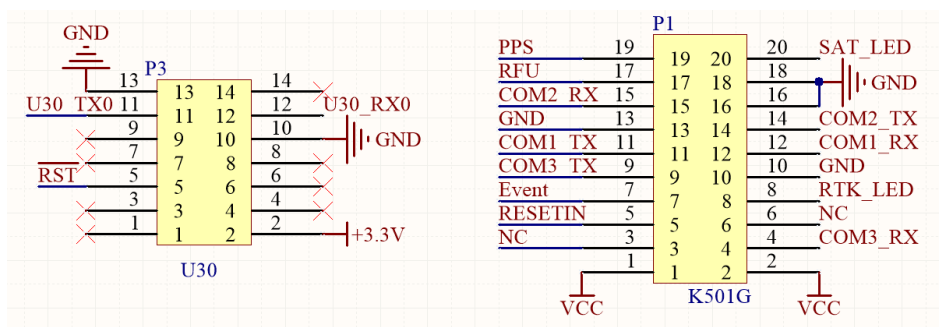 GND
P3
13 13 14 14
U30_TX0 11 11 12 12 U30_RX0
9 9 10 10 GND
7 7 8 8
RST 5 5 6 6
3 3 4 4
1 1 2 2 +3.3V
U30
P1
PPS 19 19 20 20 SAT_LED
RFU 17 17 18 18 GND
COM2_RX 15 15 16 16
GND 13 13 14 14 COM2_TX
COM1_TX 11 11 12 12 COM1_RX
COM3_TX 9 9 10 10 GND
Event 7 7 8 8 RTK_LED
RESETIN 5 5 6 6 NC
NC 3 3 4 4 COM3_RX
1 1 2 2
K501G
VCC VCC